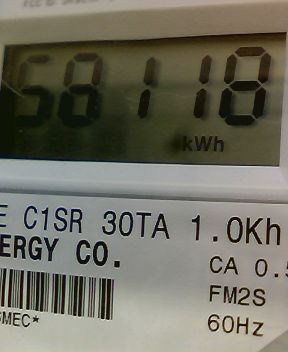 58118
kWh
E C1SR 30TA 1.0Kh
ERGY CO.
CA 0.5
FM2S
MEC*
60Hz